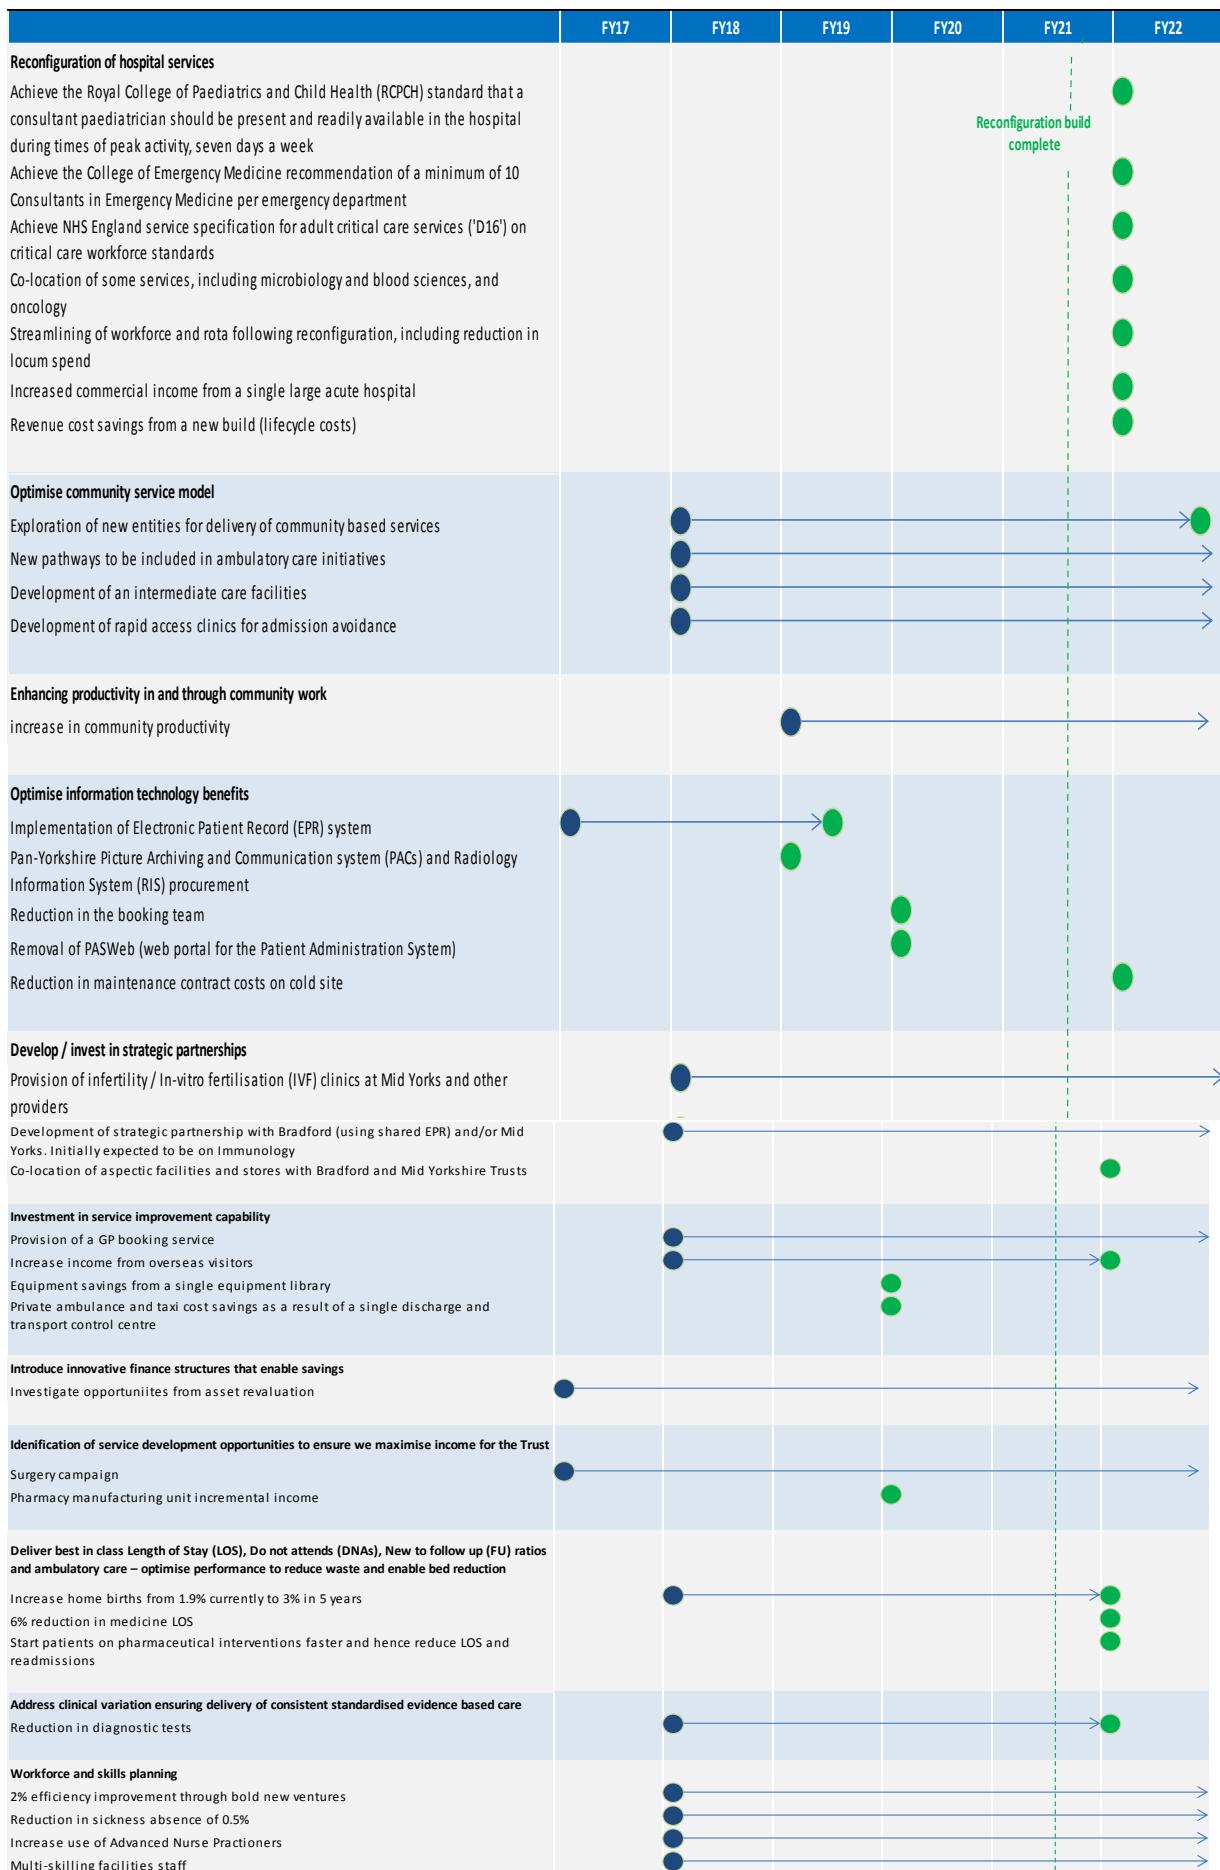 FY17 FY18 FY19 FY20 FY21 FY22
Reconfiguration of hospital services
Achieve the Royal College of Paediatrics and Child Health (RCPCH) standard that a
consultant paediatrician should be present and readily available in the hospital
during times of peak activity, seven days a week
Reconfiguration build
complete
Achieve the College of Emergency Medicine recommendation of a minimum of 10
Consultants in Emergency Medicine per emergency department
Achieve NHS England service specification for adult critical care services ('D16') on
critical care workforce standards
Co-location of some services, including microbiology and blood sciences, and
oncology
Streamlining of workforce and rota following reconfiguration, including reduction in
locum spend
Increased commercial income from a single large acute hospital
Revenue cost savings from a new build (lifecycle costs)
Optimise community service model
Exploration of new entities for delivery of community based services
New pathways to be included in ambulatory care initiatives
Development of an intermediate care facilities
Development of rapid access clinics for admission avoidance
Enhancing productivity in and through community work
increase in community productivity
Optimise information technology benefits
Implementation of Electronic Patient Record (EPR) system
Pan-Yorkshire Picture Archiving and Communication system (PACs) and Radiology
Information System (RIS) procurement
Reduction in the booking team
Removal of PASWeb (web portal for the Patient Administration System)
Reduction in maintenance contract costs on cold site
Develop / invest in strategic partnerships
Provision of infertility / In-vitro fertilisation (IVF) clinics at Mid Yorks and other
providers
Development of strategic partnership with Bradford (using shared EPR) and/or Mid
Yorks. Initially expected to be on Immunology
Co-location of aspectic facilities and stores with Bradford and Mid Yorkshire Trusts
Investment in service improvement capability
Provision of a GP booking service
Increase income from overseas visitors
Equipment savings from a single equipment library
Private ambulance and taxi cost savings as a result of a single discharge and
transport control centre
Introduce innovative finance structures that enable savings
Investigate opportuniites from asset revaluation
Idenification of service development opportunities to ensure we maximise income for the Trust
Surgery campaign
Pharmacy manufacturing unit incremental income
Deliver best in class Length of Stay (LOS), Do not attends (DNAs), New to follow up (FU) ratios
and ambulatory care – optimise performance to reduce waste and enable bed reduction
Increase home births from 1.9% currently to 3% in 5 years
6% reduction in medicine LOS
Start patients on pharmaceutical interventions faster and hence reduce LOS and
readmissions
Address clinical variation ensuring delivery of consistent standardised evidence based care
Reduction in diagnostic tests
Workforce and skills planning
2% efficiency improvement through bold new ventures
Reduction in sickness absence of 0.5%
Increase use of Advanced Nurse Practioners
Multi-skilling facilities staff